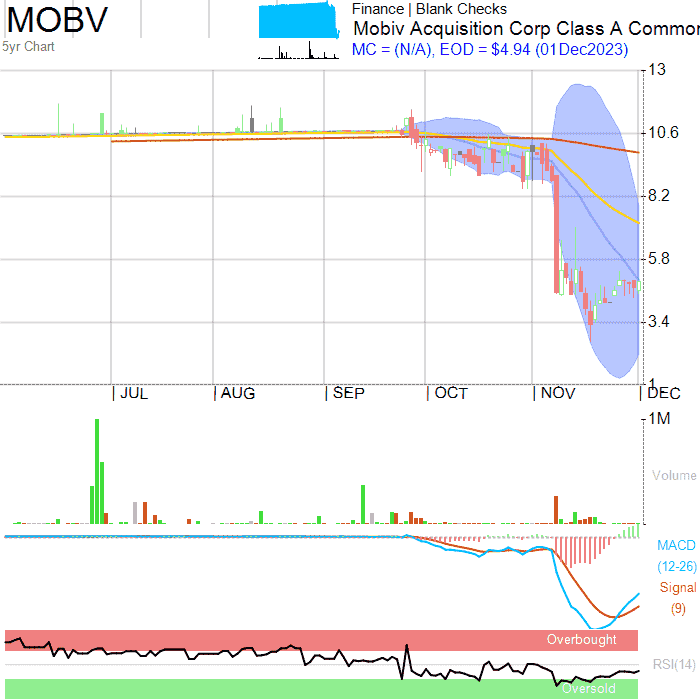 MOBV
5yr Chart
Finance | Blank Checks
Mobiv Acquisition Corp Class A Common
MC = (N/A), EOD = $4.94 (01Dec2023)
13
10.6
8.2
5.8
3.4
1
JUL
AUG
SEP
OCT
NOV
DEC
1M
Volume
MACD
(12-26)
Signal
(9)
Overbought
RSI(14)
Oversold